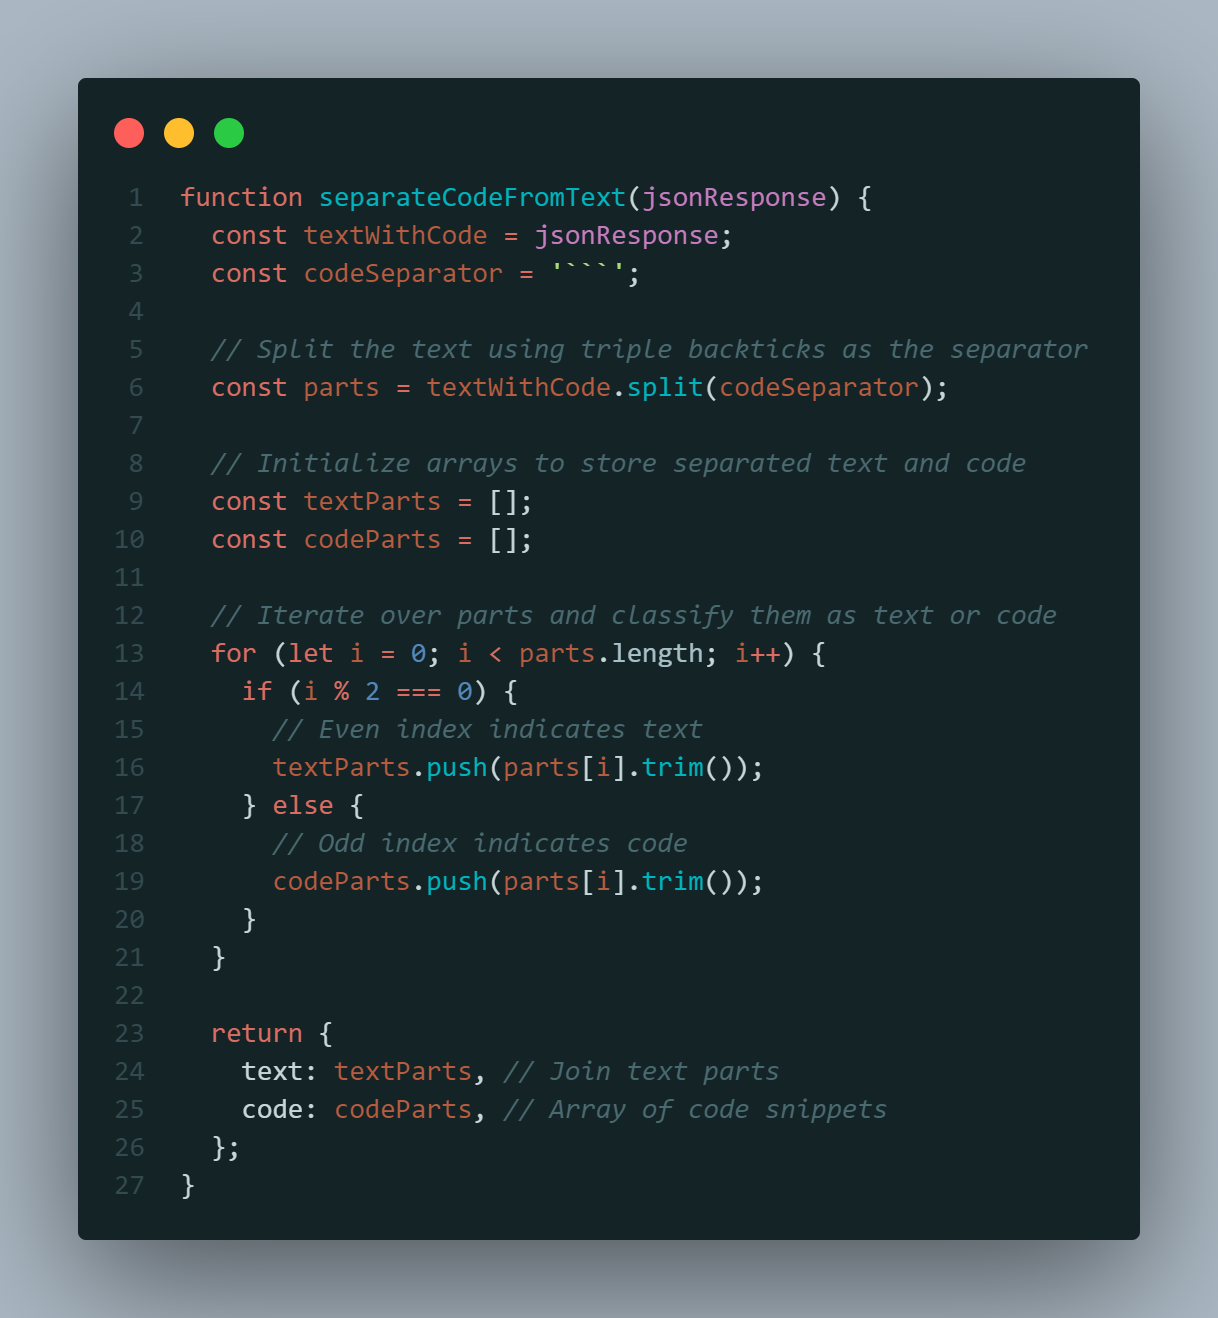 1 function separateCodeFromText(jsonResponse) {
2   const textWithCode = jsonResponse;
3   const codeSeparator = '```';
4
5   // Split the text using triple backticks as the separator
6   const parts = textWithCode.split(codeSeparator);
7
8   // Initialize arrays to store separated text and code
9   const textParts = [];
10   const codeParts = [];
11
12   // Iterate over parts and classify them as text or code
13   for (let i = 0; i < parts.length; i++) {
14     if (i % 2 === 0) {
15       // Even index indicates text
16       textParts.push(parts[i].trim());
17     } else {
18       // Odd index indicates code
19       codeParts.push(parts[i].trim());
20     }
21   }
22
23   return {
24     text: textParts, // Join text parts
25     code: codeParts, // Array of code snippets
26   };
27 }